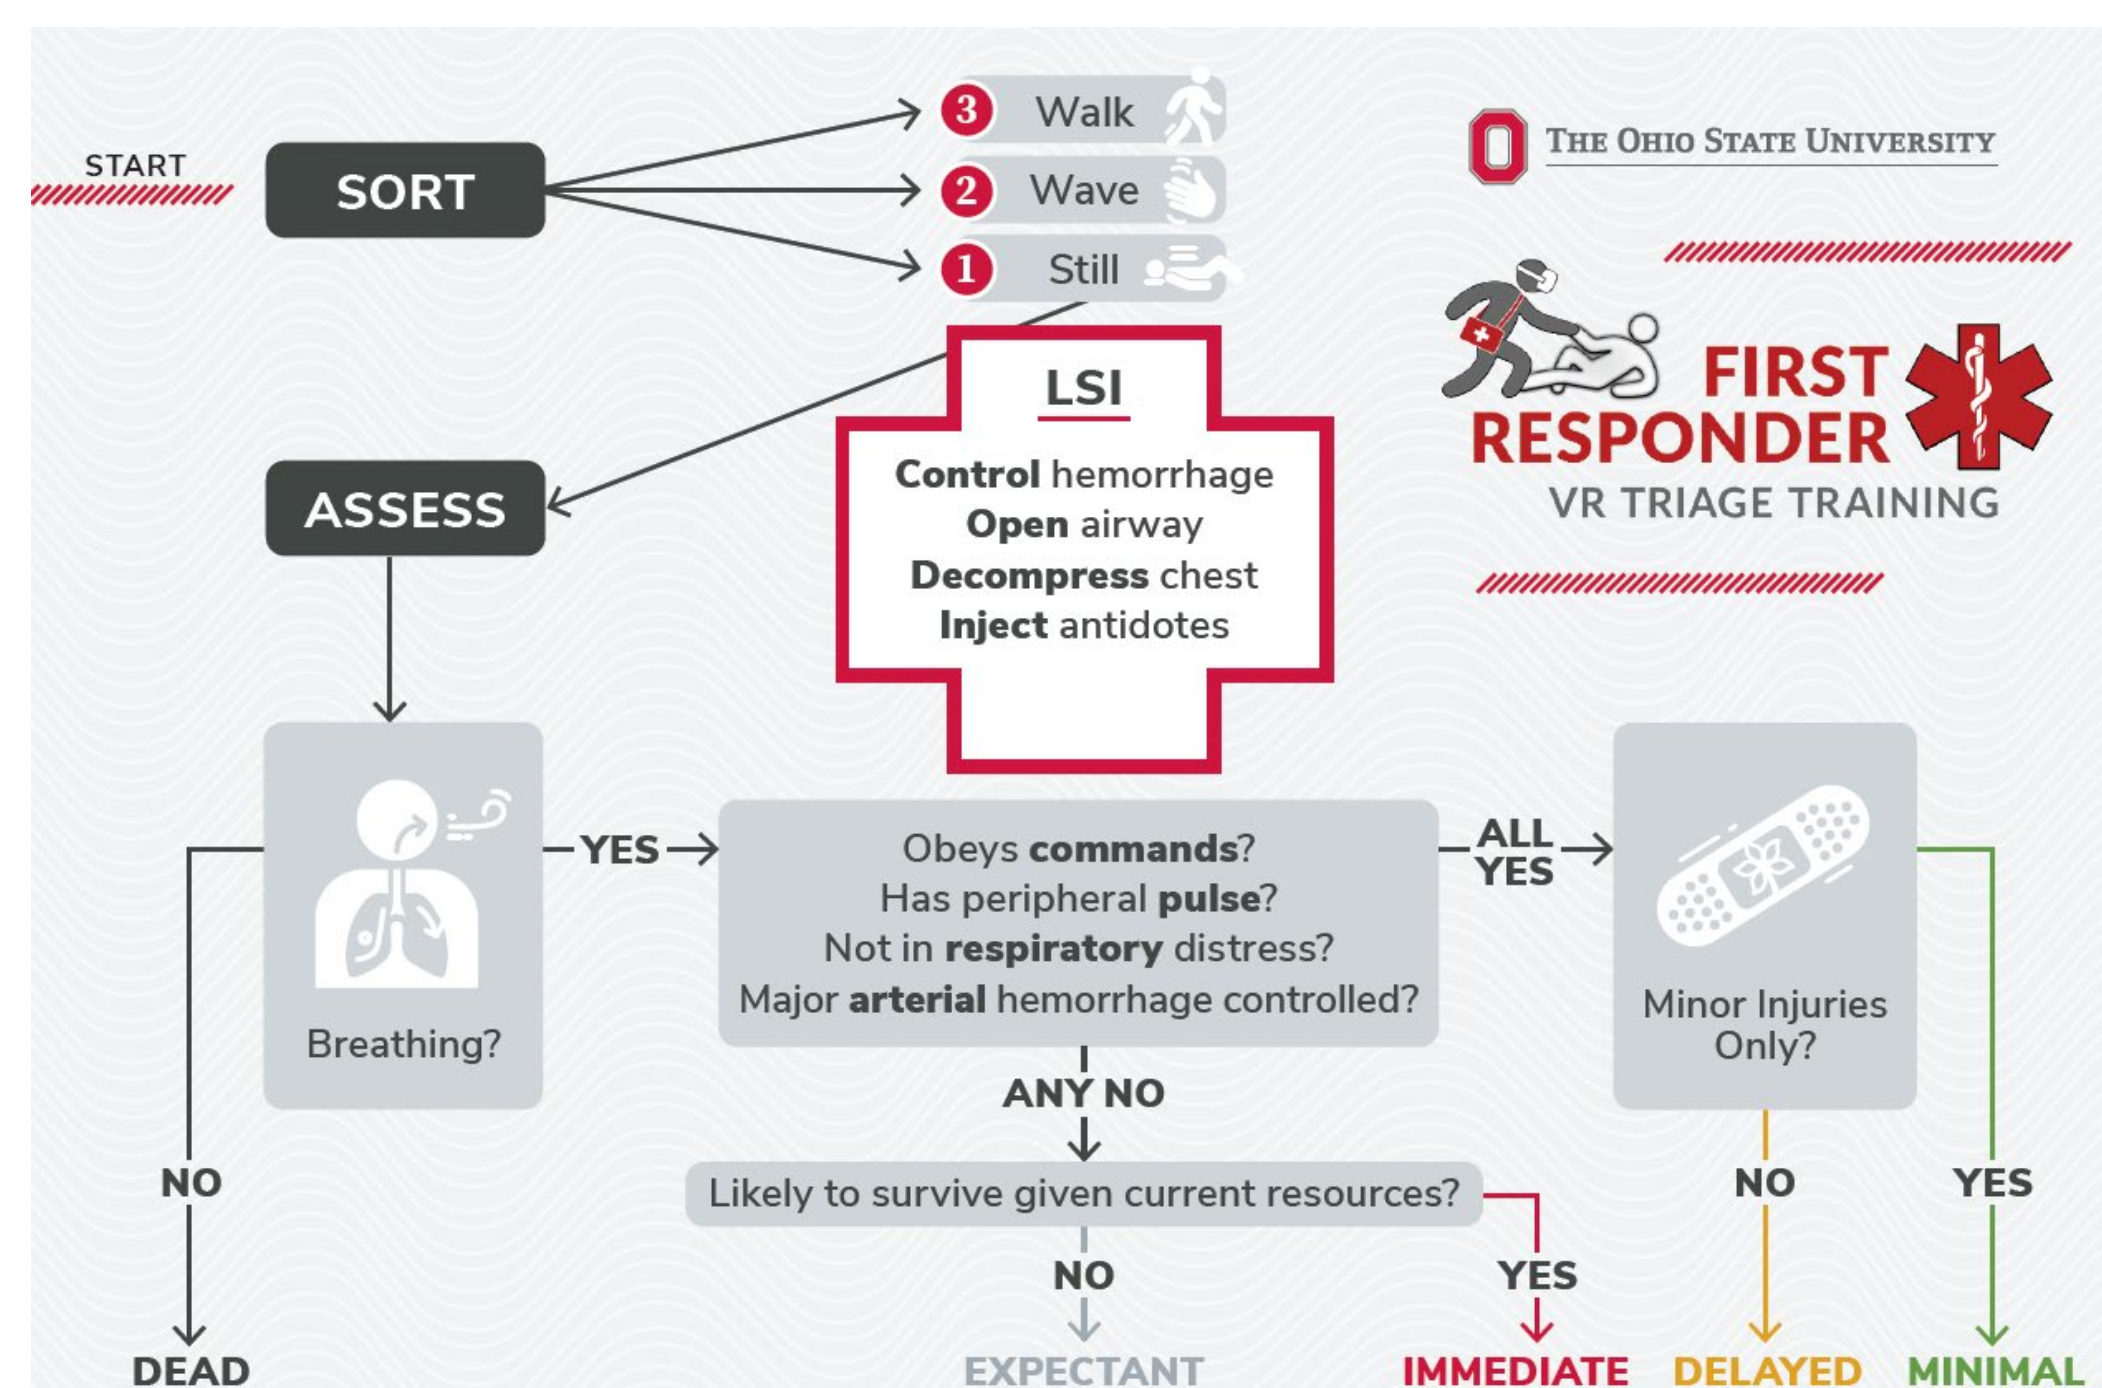 START
SORT
3 Walk
2 Wave
1 Still
THE OHIO STATE UNIVERSITY
FIRST
RESPONDER
VR TRIAGE TRAINING
LSI
Control hemorrhage
Open airway
Decompress chest
Inject antidotes
ASSESS
Breathing?
YES
Obeys commands?
Has peripheral pulse?
Not in respiratory distress?
Major arterial hemorrhage controlled?
ALL
YES
Minor Injuries
Only?
ANY NO
Likely to survive given current resources?
NO
NO
YES
NO
YES
DEAD
EXPECTANT
IMMEDIATE
DELAYED
MINIMAL